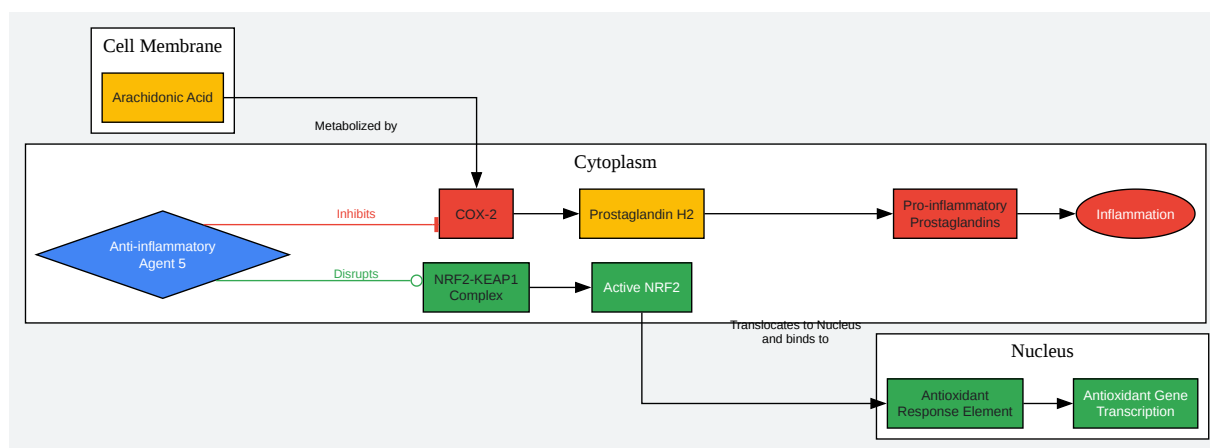 Cell Membrane
Arachidonic Acid
Metabolized by
Cytoplasm
Inhibits
COX-2
Prostaglandin H2
Pro-inflammatory
Prostaglandins
Inflammation
Anti-inflammatory
Agent 5
Disrupts
NRF2-KEAP1
Complex
Active NRF2
Translocates to Nucleus
and binds to
Nucleus
Antioxidant
Response Element
Antioxidant Gene
Transcription